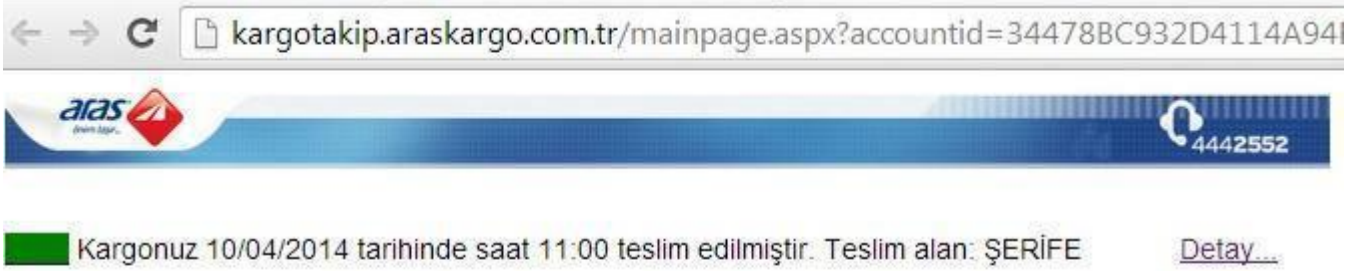 kargotakip.araskargo.com.tr/mainpage.aspx?accountid=34478BC932D4114A94
aras
4442552
Kargonuz 10/04/2014 tarihinde saat 11:00 teslim edilmiştir. Teslim alan: ŞERİFE Detay...